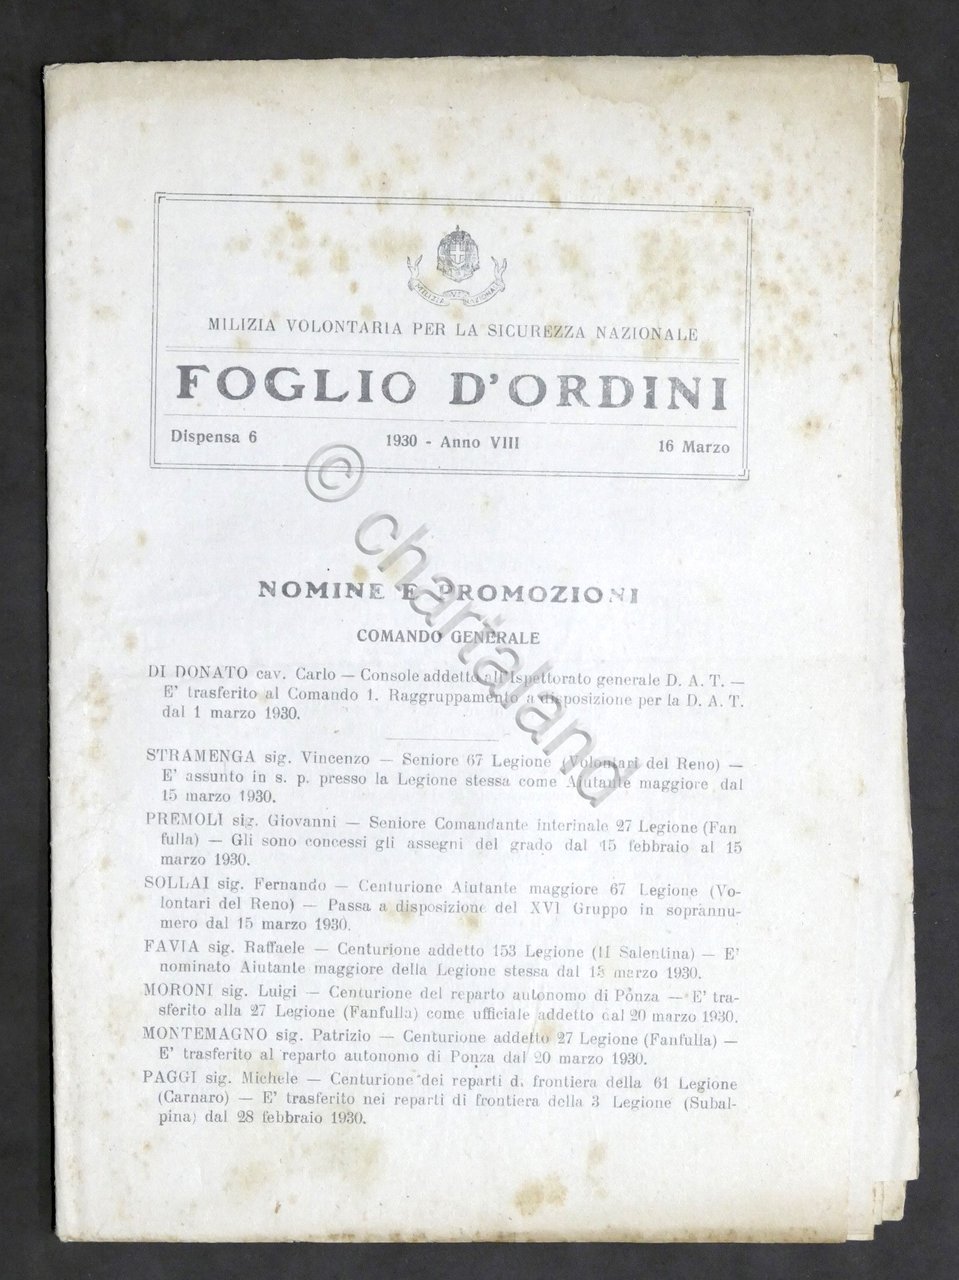 MILIZIA NAZIONALE
MILIZIA VOLONTARIA PER LA SICUREZZA NAZIONALE
FOGLIO D'ORDINI
Dispensa 6 1930 - Anno VIII 16 Marzo
NOMINE E PROMOZIONI
COMANDO GENERALE
DI DONATO cav. Carlo — Console addetto all'Ispettorato generale D. A. T. —
E' trasferito al Comando 1. Raggruppamento a disposizione per la D. A. T.
dal 1 marzo 1930.
STRAMENGA sig. Vincenzo — Seniore 67 Legione (Volontari del Reno) —
E' assunto in s. p. presso la Legione stessa come Aiutante maggiore dal
15 marzo 1930.
PREMOLI sig. Giovanni — Seniore Comandante interinale 27 Legione (Fan
fulla) — Gli sono concessi gli assegni del grado dal 15 febbraio al 15
marzo 1930.
SOLLAI sig. Fernando — Centurione Aiutante maggiore 67 Legione (Vo-
lontari del Reno) — Passa a disposizione del XVI Gruppo in soprannu-
mero dal 15 marzo 1930.
FAVIA sig. Raffaele — Centurione addetto 153 Legione (II Salentina) — E'
nominato Aiutante maggiore della Legione stessa dal marzo 1930.
MORONI sig. Luigi — Centurione del reparto autonomo di Ponza — E' tra-
sferito alla 27 Legione (Fanfulla) come ufficiale addetto dal 20 marzo 1930.
MONTEMAGNO sig. Patrizio — Centurione addetto 27 Legione (Fanfulla) —
E' trasferito al reparto autonomo di Ponza dal 20 marzo 1930.
PAGGI sig. Michele — Centurione dei reparti di frontiera della 61 Legione
(Carnaro) — E' trasferito nei reparti di frontiera della 3 Legione (Subal-
pina) dal 28 febbraio 1930.
© chartaland